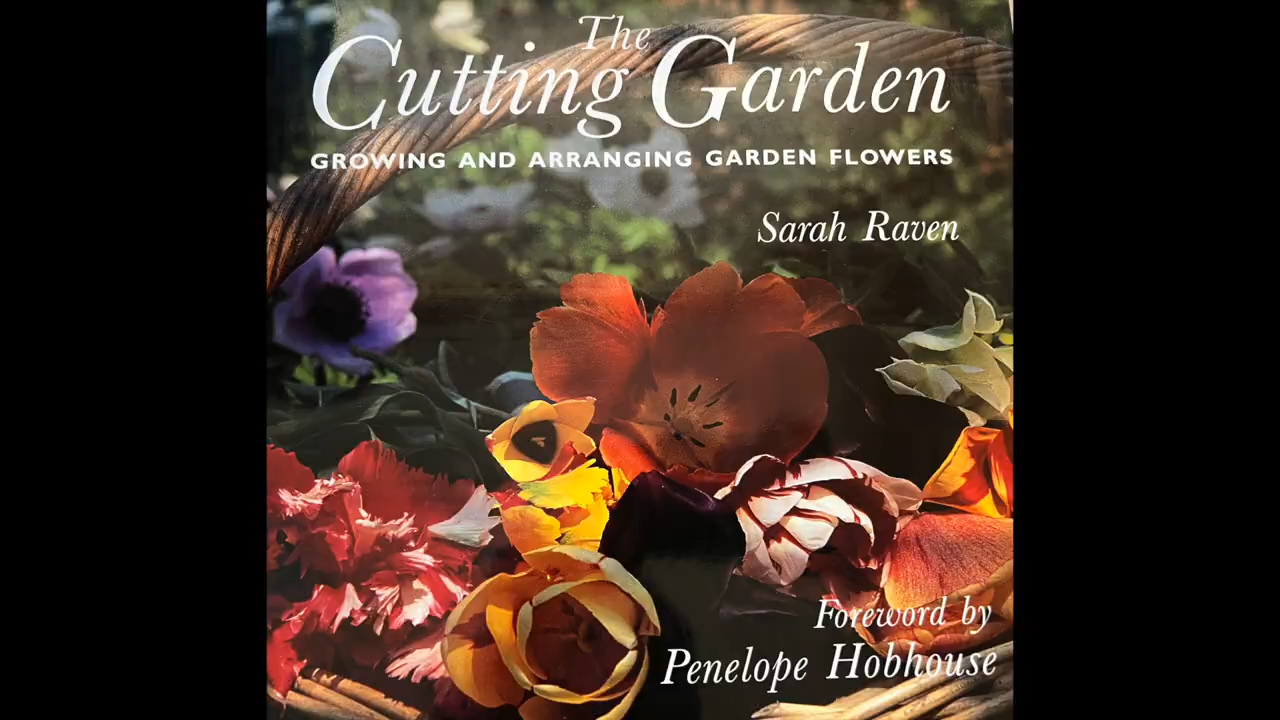 The
Cutting Garden
GROWING AND ARRANGING GARDEN FLOWERS
Sarah Raven
Foreword by
Penelope Hobhouse